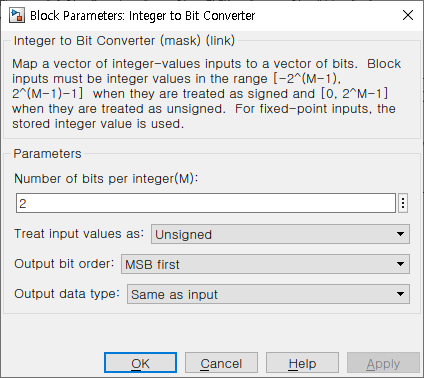 Block Parameters: Integer to Bit Converter
Integer to Bit Converter (mask) (link)
Map a vector of integer-values inputs to a vector of bits.  Block
inputs must be integer values in the range [-2^(M-1),
2^(M-1)-1]  when they are treated as signed and [0, 2^M-1]
when they are treated as unsigned.  For fixed-point inputs, the
stored integer value is used.
Parameters
Number of bits per integer(M):
2
Treat input values as: Unsigned
Output bit order: MSB first
Output data type: Same as input
OK Cancel Help Apply